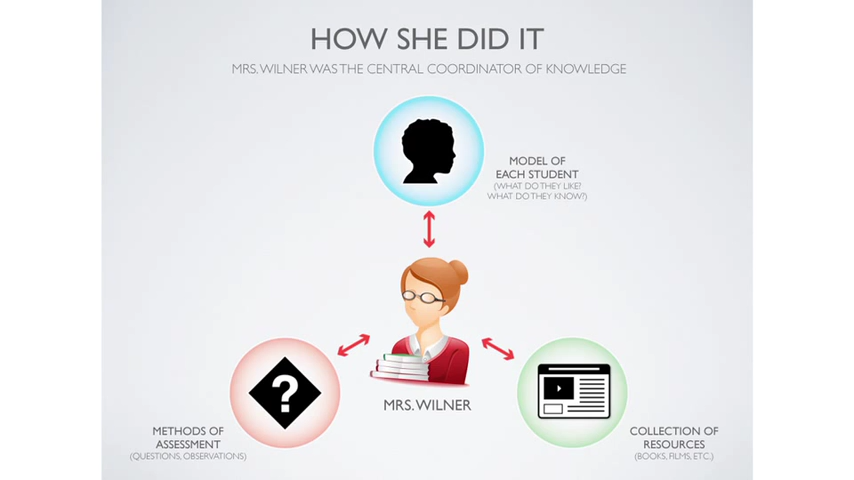 HOW SHE DID IT
MRS. WILNER WAS THE CENTRAL COORDINATOR OF KNOWLEDGE
MODEL OF
EACH STUDENT
(WHAT DO THEY LIKE?
WHAT DO THEY KNOW?)
?
MRS. WILNER
METHODS OF
ASSESSMENT
(QUESTIONS, OBSERVATIONS)
COLLECTION OF
RESOURCES
(BOOKS, FILMS, ETC.)